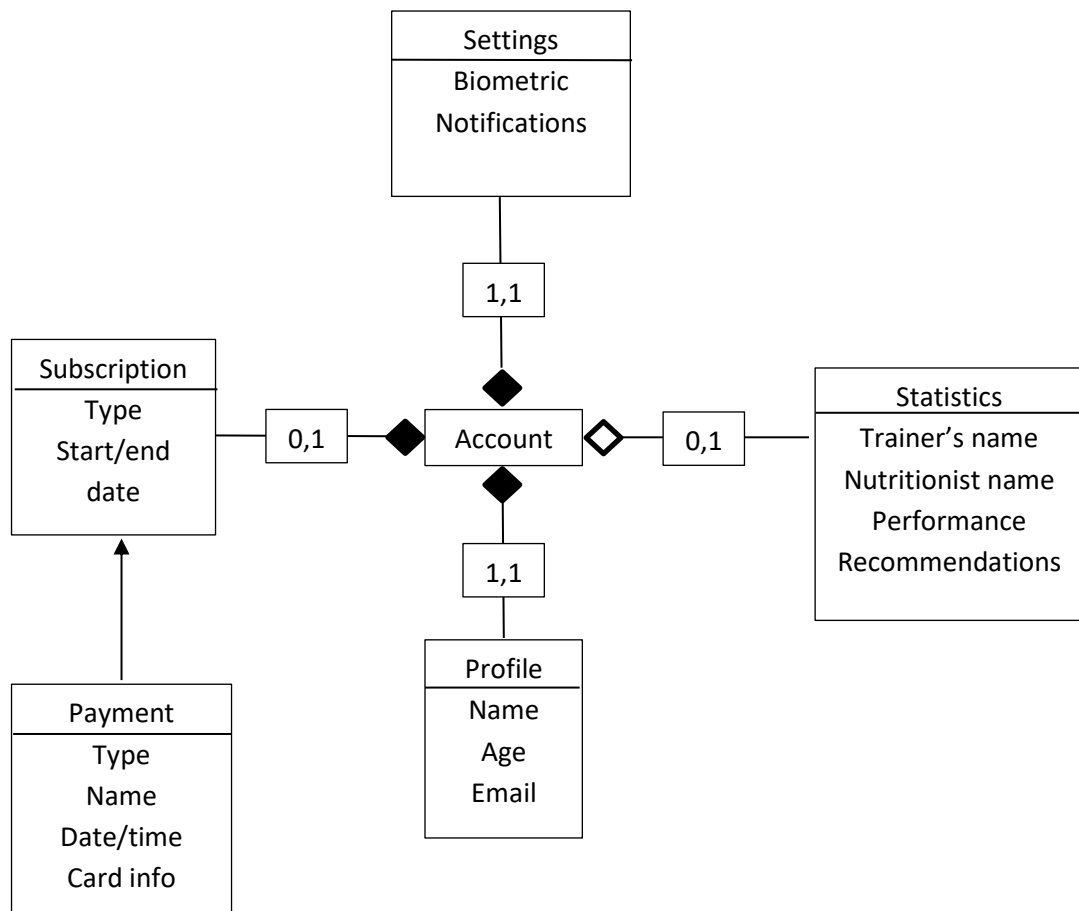 Settings
Biometric
Notifications
1,1
Subscription
Type
Start/end
date
0,1
Account
0,1
Statistics
Trainer’s name
Nutritionist name
Performance
Recommendations
1,1
Profile
Name
Age
Email
Payment
Type
Name
Date/time
Card info